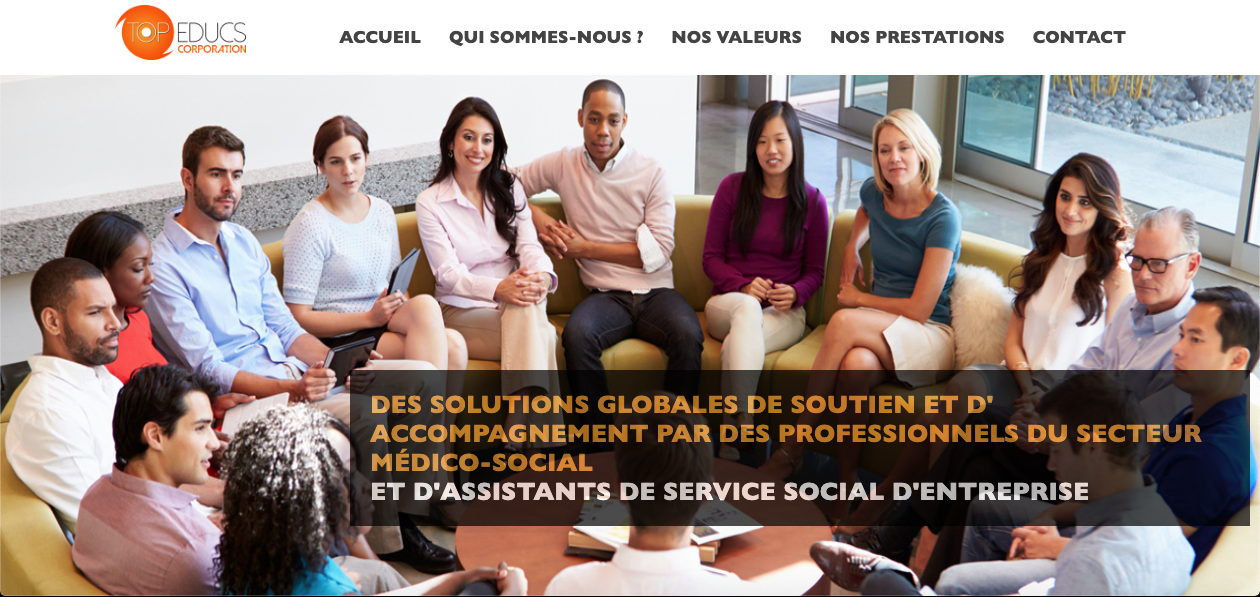 TOP EDUCS
CORPORATION
ACCUEIL QUI SOMMES-NOUS ? NOS VALEURS NOS PRESTATIONS CONTACT
DES SOLUTIONS GLOBALES DE SOUTIEN ET D'
ACCOMPAGNEMENT PAR DES PROFESSIONNELS DU SECTEUR
MÉDICO-SOCIAL
ET D'ASSISTANTS DE SERVICE SOCIAL D'ENTREPRISE